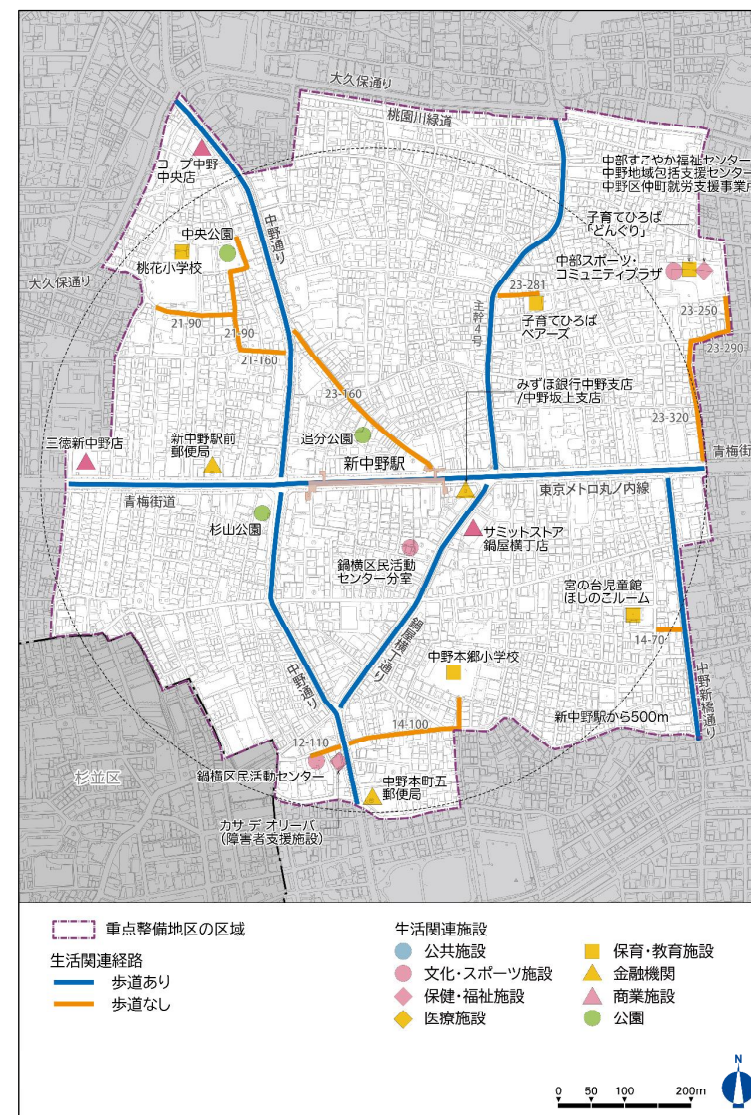 大久保通り
桃園川緑道
コープ中野
中央店
中野通り
中部すこやか福祉センター
中野地域包括支援センター
中野区仲町就労支援事業所
子育てひろば
「どんぐり」
中央公園
桃花小学校
中部スポーツ・
コミュニティプラザ
大久保通り
23-281
子育てひろば
ベアーズ
主幹4号
23-250
23-290
21-90
21-90
21-160
23-160
みずほ銀行中野支店
/中野坂上支店
23-320
三徳新中野店
新中野駅前
郵便局
追分公園
新中野駅
青梅街
青梅街道
東京メトロ丸ノ内線
杉山公園
サミットストア
鍋屋横丁店
鍋横区民活動
センター分室
宮の台児童館
ほしのこルーム
鍋屋横丁通り
中野本郷小学校
14-70
中野通り
中野新橋通り
新中野駅から500m
14-100
12-110
杉並区
鍋横区民活動センター
中野本町五
郵便局
カサ デ オリーバ
(障害者支援施設)
重点整備地区の区域
生活関連経路
歩道あり
歩道なし
生活関連施設
公共施設
文化・スポーツ施設
保健・福祉施設
医療施設
保育・教育施設
金融機関
商業施設
公園
N
0 50 100 200m